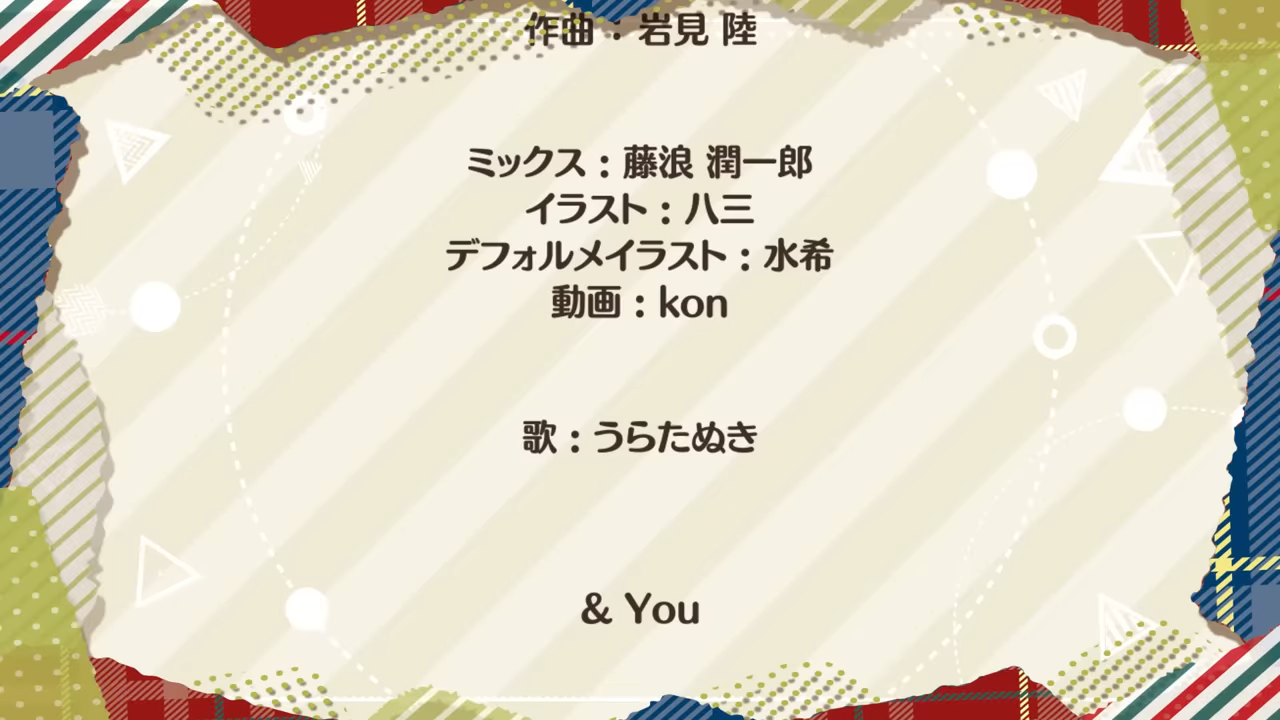 作曲：岩見 陸
ミックス：藤浪 潤一郎
イラスト：八三
デフォルメイラスト：水希
動画：kon
歌：うらたぬき
& You